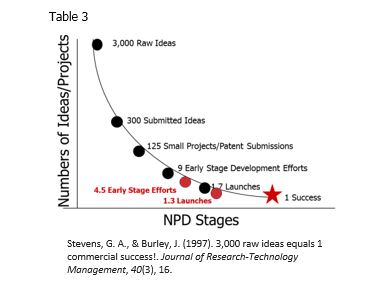 Table 3
Numbers of Ideas/Projects
3,000 Raw Ideas
300 Submitted Ideas
125 Small Projects/Patent Submissions
9 Early Stage Development Efforts
4.5 Early Stage Efforts
1.7 Launches
1.3 Launches
1 Success
NPD Stages
Stevens, G. A., & Burley, J. (1997). 3,000 raw ideas equals 1
commercial success!. Journal of Research-Technology
Management, 40(3), 16.